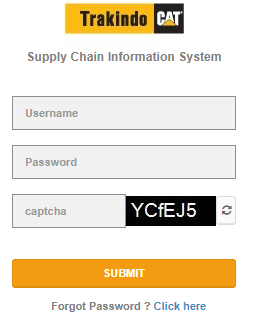 Trakindo CAT
Supply Chain Information System
Username
Password
captcha YCfEJ5
SUBMIT
Forgot Password ? Click here